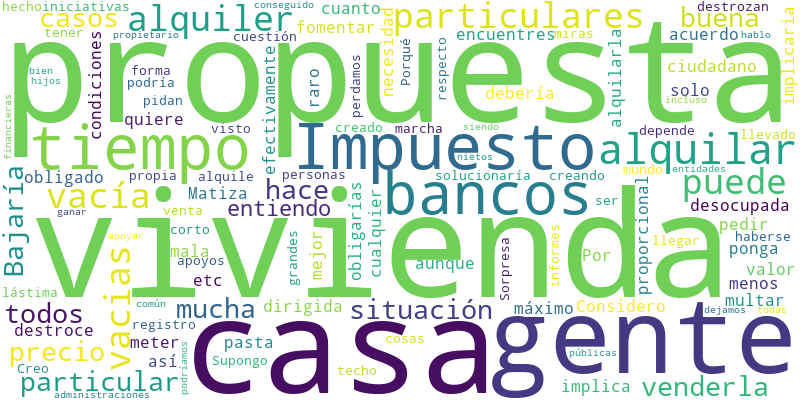 hecho
iniciativas
conseguido
cuanto
particulares
destrozan
buena
casos
alquiler
propietario
cuestión
fomentar
necesidad
miras
encuentres
acuerdo
hablo
implicaría
tener
propuesta
condiciones
efectivamente
raro
perdamos
Porqué
respecto
debería
alquilarla
ciudadano
bien
hijos
forma
podría
pidan
quiere
visto
creado
marcha
solo
depende
llevado
financieras
tiempo
Impuesto
siendo
nietos
incluso
alquilar
obligado
propia
alquile
personas
solucionaría
creando
mundo
entidades
Bajaría
vacía
Matiza
hace
bancos
ser
puede
ganar
venta
entiendo
obligarias
cualquier
aunque
proporcional
desocupada
vivienda
apoyar
vacias
corto
mala
apoyos
etc
grandes
mejor
Sorpresa
informes
Por
llegar
pedir
haberse
ponga
valor
menos
lástima
todos
común
mucha
dirigida
situación
máximo
Considero
dejamos
todas
multar
destroce
registro
meter
pasta
casa
gente
precio
así
Supongo
techo
cosas
públicas
Creo
particular
podríamos
administraciones
implica
venderla